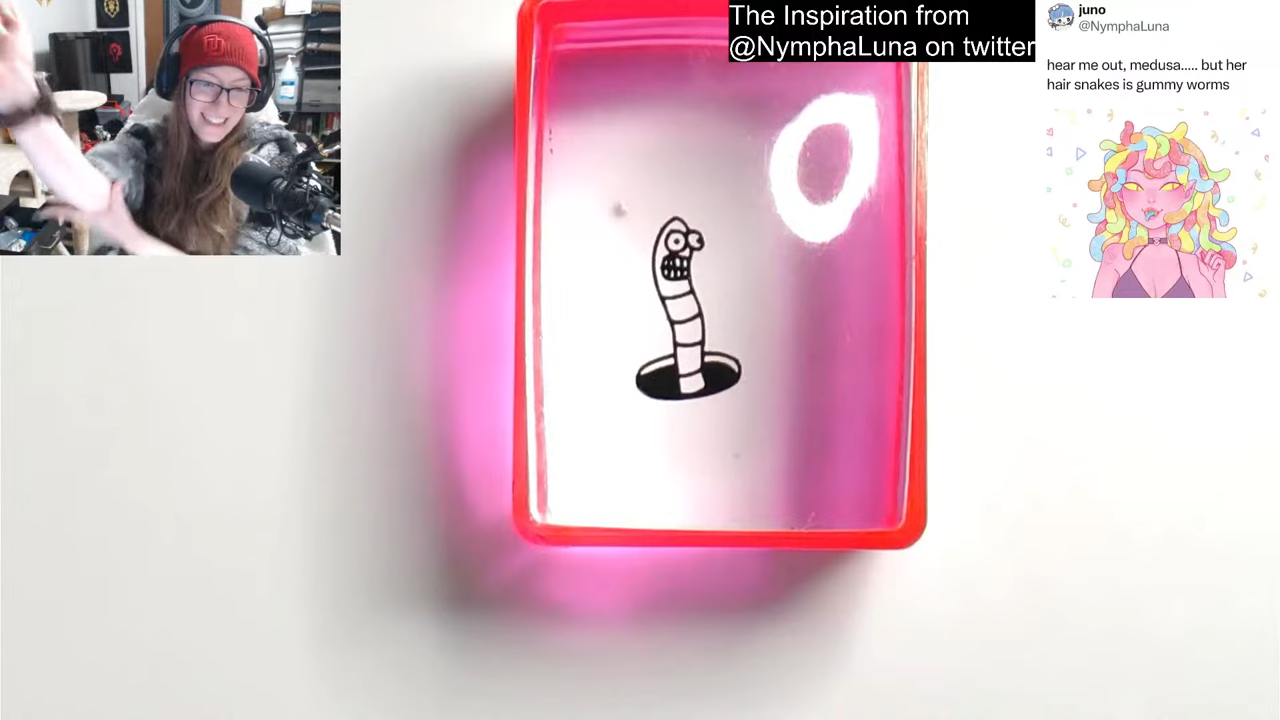 The Inspiration from
@NymphaLuna on twitter
juno
@NymphaLuna
hear me out, medusa..... but her
hair snakes is gummy worms